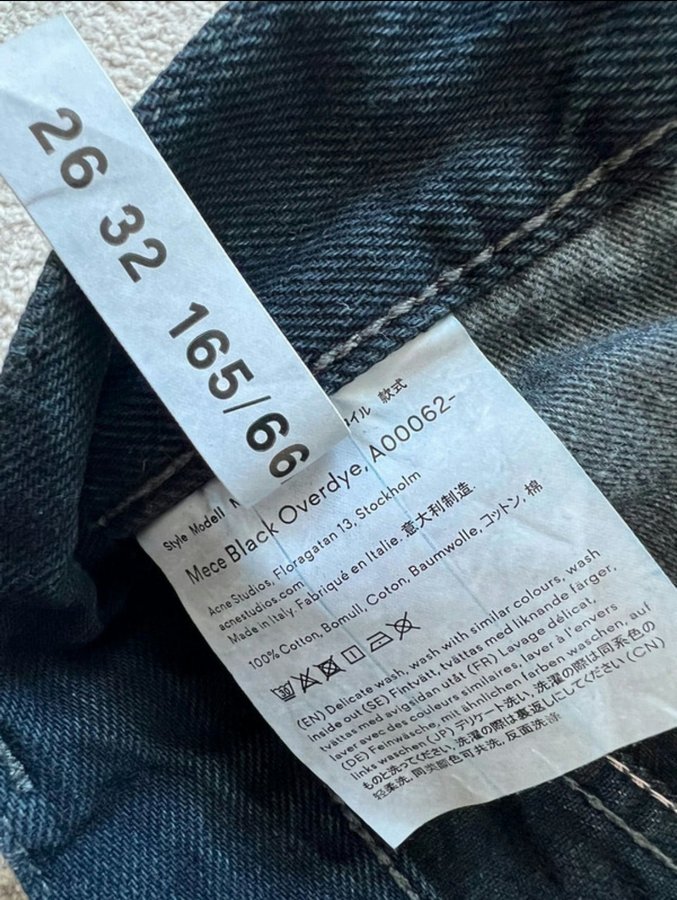 26 32 165/66
イル 款式
Style Modell
Mece Black Overdye, A00062-
Acne Studios, Floragatan 13, Stockholm
acnestudios.com
Made in Italy. Fabriqué en Italie. 意大利制造.
100% Cotton, Bomull, Coton, Baumwolle, コットン, 棉
30
(EN) Delicate wash, wash with similar colours, wash
inside out (SE) Fintvätt, tvättas med liknande färger,
tvättas med avigsidan utåt (FR) Lavage délicat,
laver avec des couleurs similaires, laver à l'envers
(DE) Feinwäsche, mit ähnlichen farben waschen, auf
links waschen (JP) デリケート洗い, 洗濯の際は同系色の
ものと洗ってください, 洗濯の際は裏返しにしてください (CN)
轻柔洗, 同类颜色可共洗, 反面洗涤